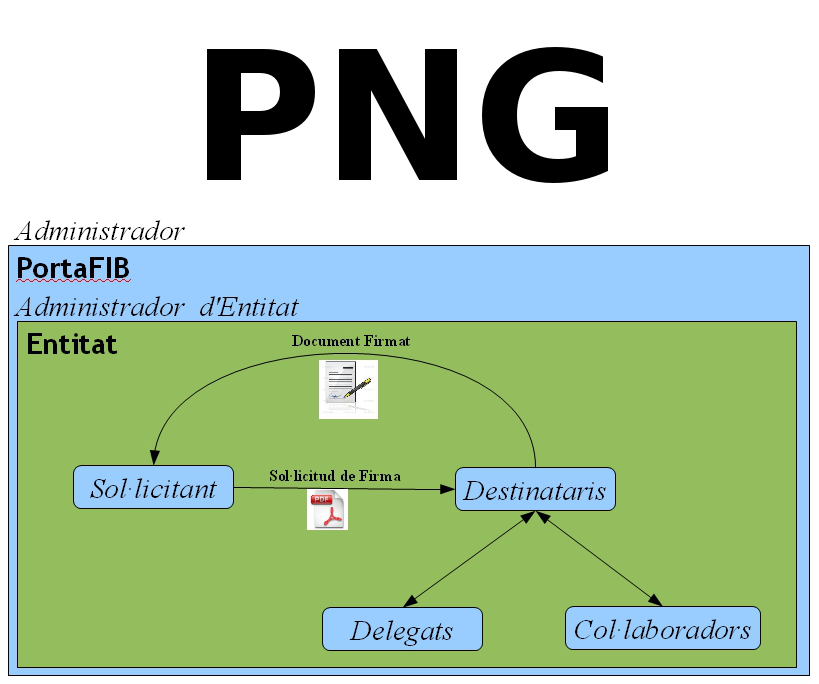 PNG
Administrador
PortaFIB
Administrador d'Entitat
Entitat
Document Firmat
Sol·licitud de Firma
PDF
Sol·licitant
Destinataris
Delegats
Col·laboradors